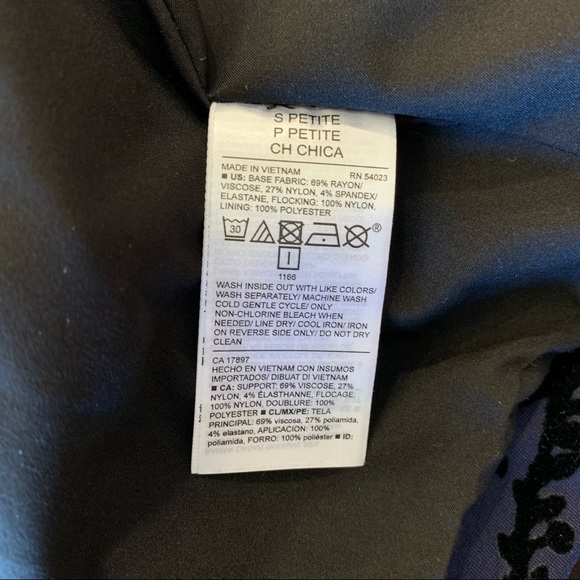 S PETITE
P PETITE
CH CHICA
MADE IN VIETNAM RN 54023
■ US: BASE FABRIC: 69% RAYON/
VISCOSE, 27% NYLON, 4% SPANDEX/
ELASTANE, FLOCKING: 100% NYLON,
LINING: 100% POLYESTER
30 ®
1166
WASH INSIDE OUT WITH LIKE COLORS/
WASH SEPARATELY/ MACHINE WASH
COLD GENTLE CYCLE/ ONLY
NON-CHLORINE BLEACH WHEN
NEEDED/ LINE DRY/ COOL IRON/ IRON
ON REVERSE SIDE ONLY/ DO NOT DRY
CLEAN
CA 17897
HECHO EN VIETNAM CON INSUMOS
IMPORTADOS/ DIBUAT DI VIETNAM
■ CA: SUPPORT: 69% VISCOSE, 27%
NYLON, 4% ÉLASTHANNE, FLOCAGE:
100% NYLON, DOUBLURE: 100%
POLYESTER ■ CL/MX/PE: TELA
PRINCIPAL: 69% viscosa, 27% poliamida,
4% elastano, APLICACION: 100%
poliamida, FORRO: 100% poliéster ■ ID: